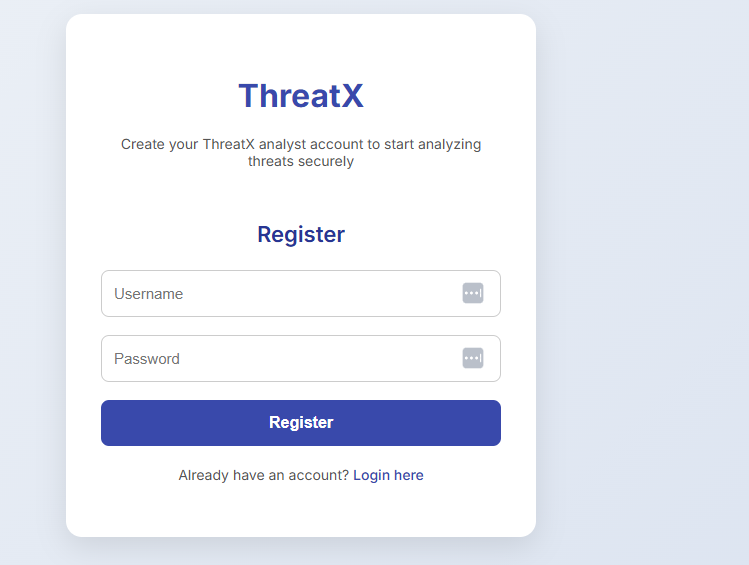 ThreatX
Create your ThreatX analyst account to start analyzing
threats securely
Register
Username
Password
Register
Already have an account? Login here